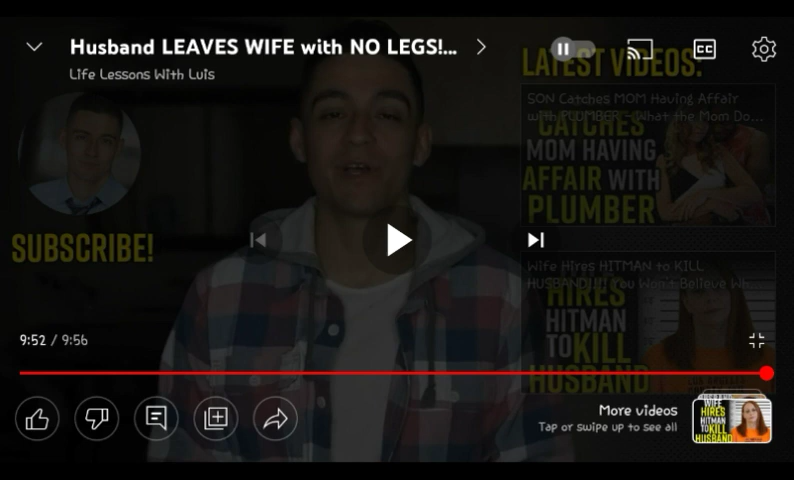 Husband LEAVES WIFE with NO LEGS!...
Life Lessons With Luis
CC
LATEST VIDEOS:
SON Catches MOM Having Affair
with PLUMBER - What the Mom Do...
CATCHES
MOM HAVING
AFFAIR WITH
PLUMBER
SUBSCRIBE!
Wife Hires HITMAN to KILL
HUSBAND!!!! You Won't Believe Wh...
HIRES
HITMAN
TO KILL
HUSBAND
9:52 / 9:56
More videos
Tap or swipe up to see all
WIFE
HIRES
HITMAN
TO KILL
HUSBAND